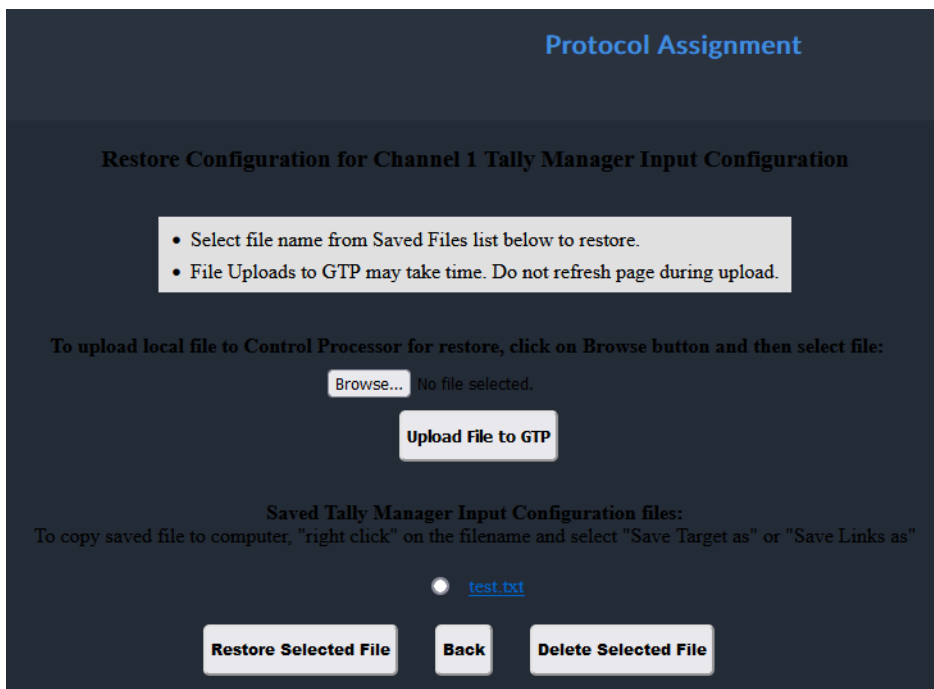 Protocol Assignment
Restore Configuration for Channel 1 Tally Manager Input Configuration
• Select file name from Saved Files list below to restore.
• File Uploads to GTP may take time. Do not refresh page during upload.
To upload local file to Control Processor for restore, click on Browse button and then select file:
Browse... No file selected.
Upload File to GTP
Saved Tally Manager Input Configuration files:
To copy saved file to computer, "right click" on the filename and select "Save Target as" or "Save Links as"
test.txt
Restore Selected File Back Delete Selected File